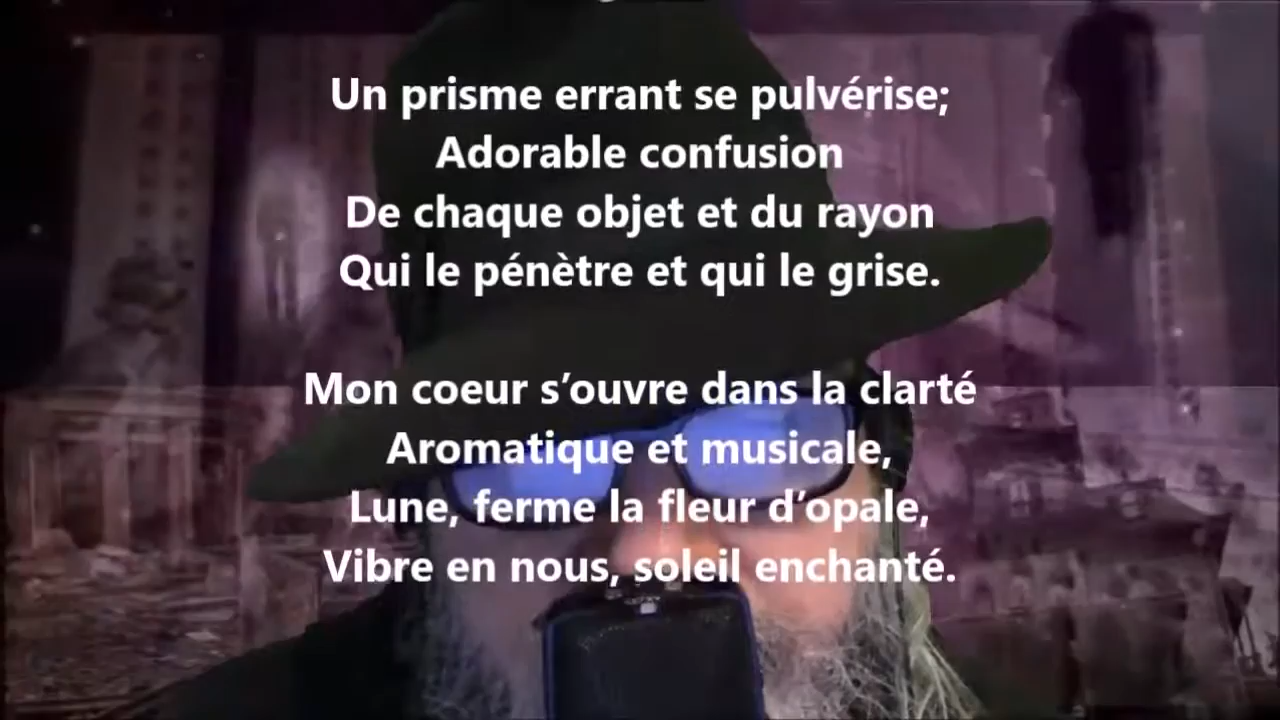 Un prisme errant se pulvérise;
Adorable confusion
De chaque objet et du rayon
Qui le pénètre et qui le grise.
Mon coeur s’ouvre dans la clarté
Aromatique et musicale,
Lune, ferme la fleur d’opale,
Vibre en nous, soleil enchanté.